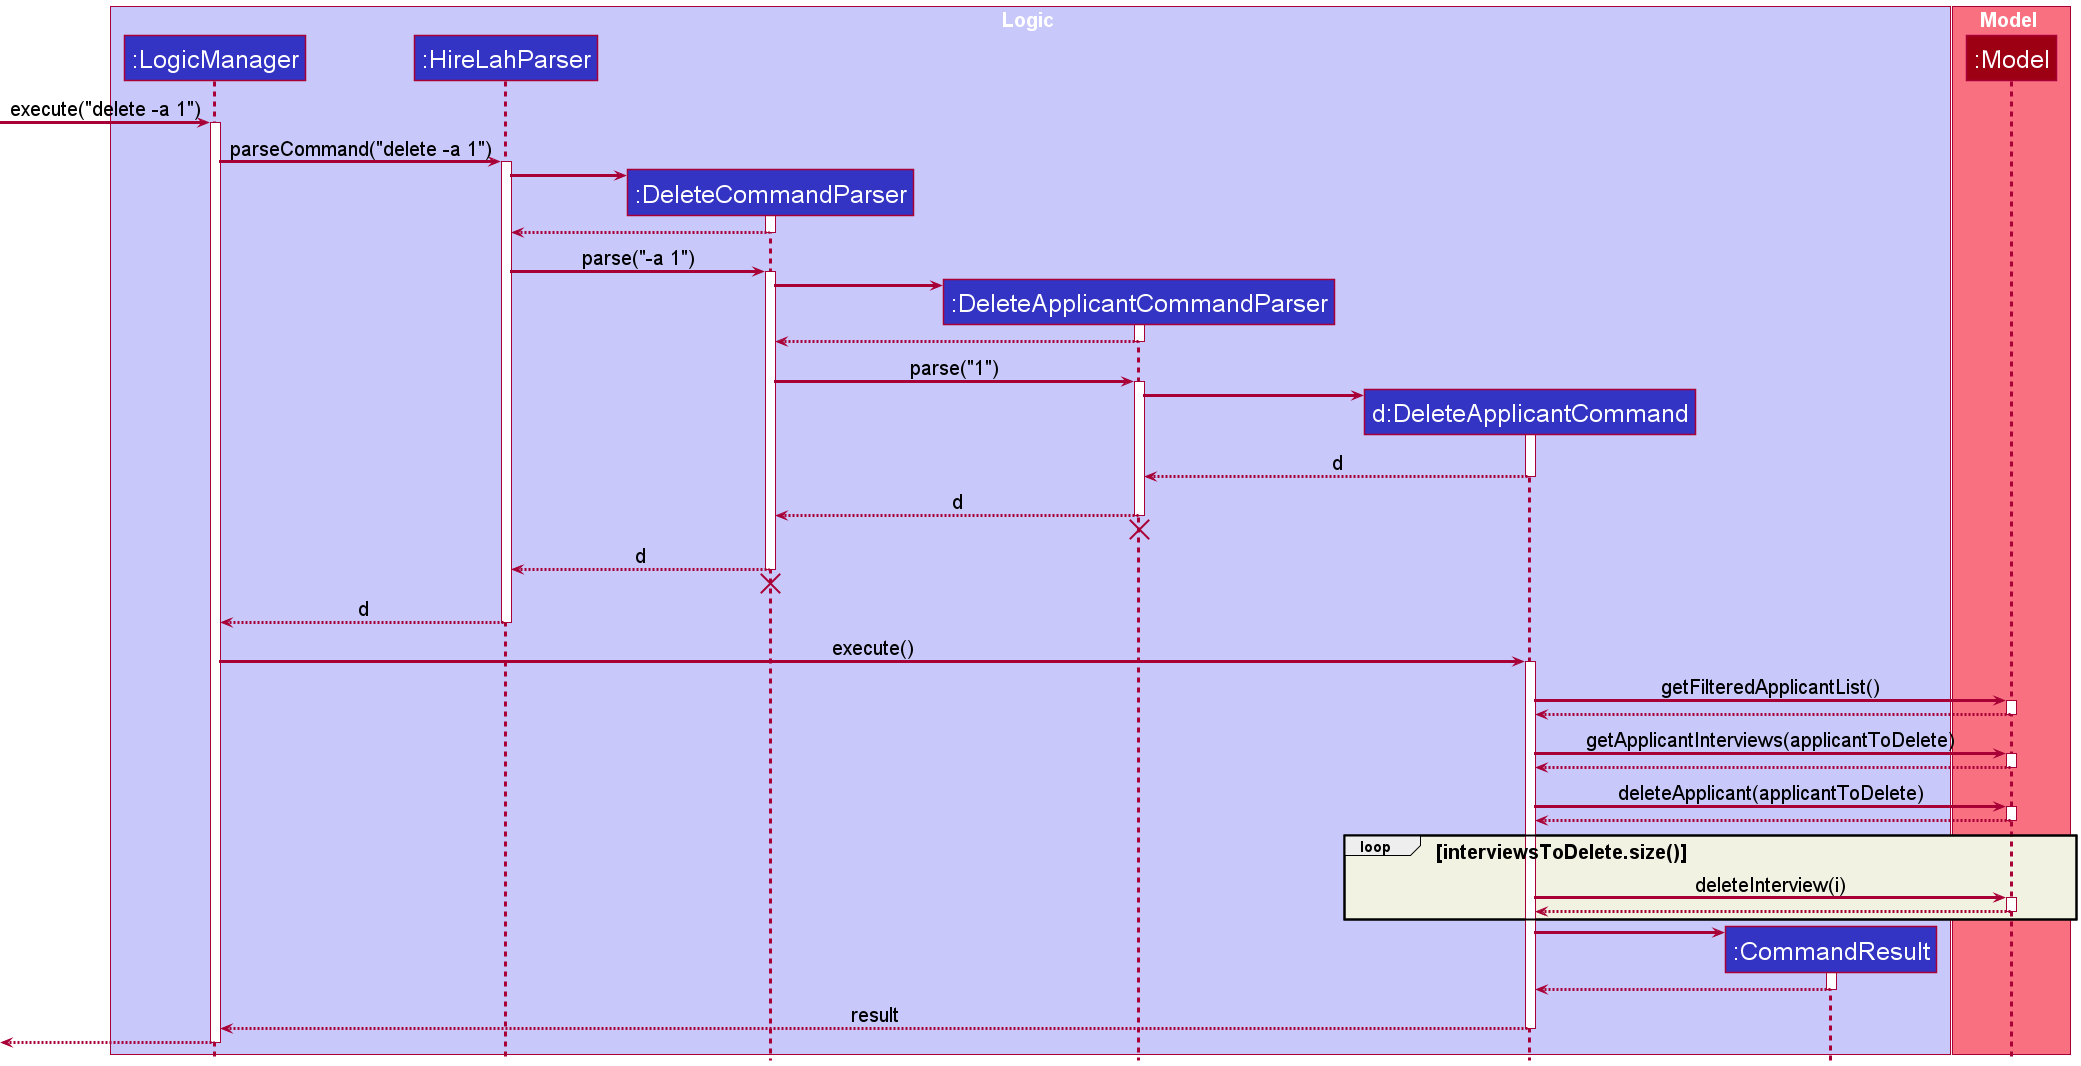 Logic
Model
:LogicManager
:HireLahParser
:Model
execute("delete -a 1")
parseCommand("delete -a 1")
:DeleteCommandParser
parse("-a 1")
:DeleteApplicantCommandParser
parse("1")
d:DeleteApplicantCommand
d
d
d
d
execute()
getFilteredApplicantList()
getApplicantInterviews(applicantToDelete)
deleteApplicant(applicantToDelete)
loop
[interviewsToDelete.size()]
deleteInterview(i)
:CommandResult
result